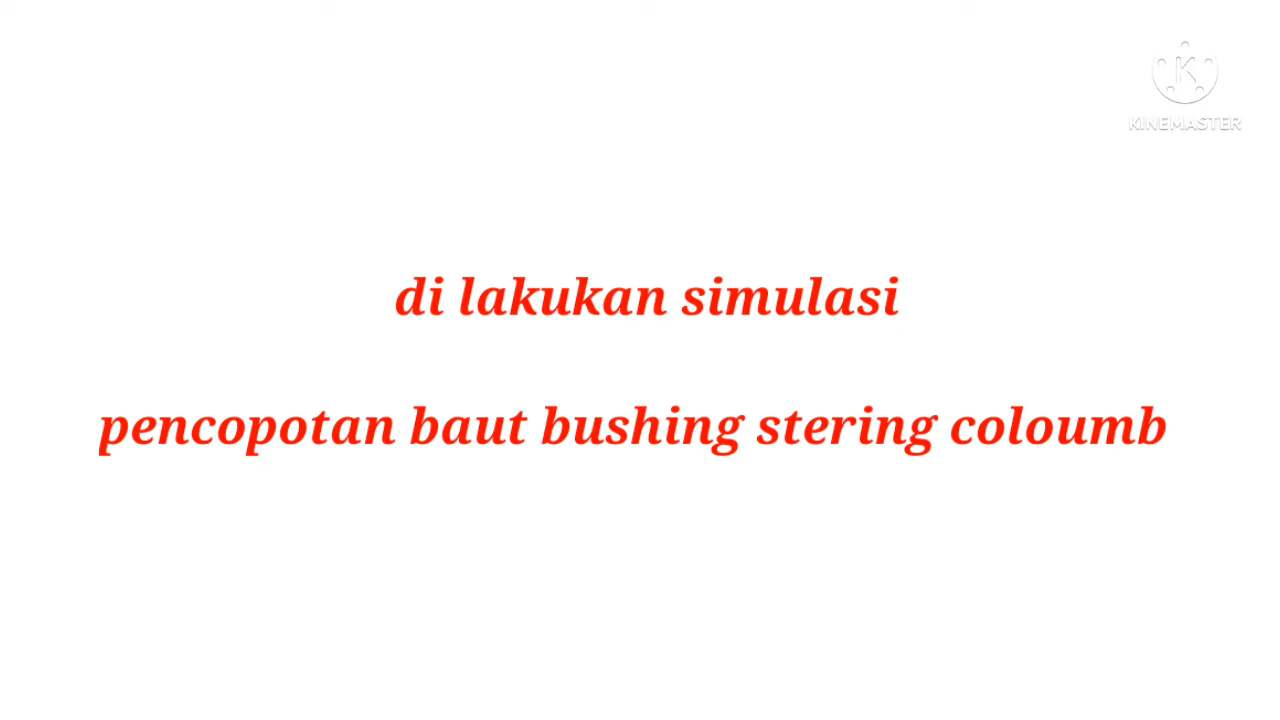 KINEMASTER
di lakukan simulasi
pencopotan baut bushing stering coloumb